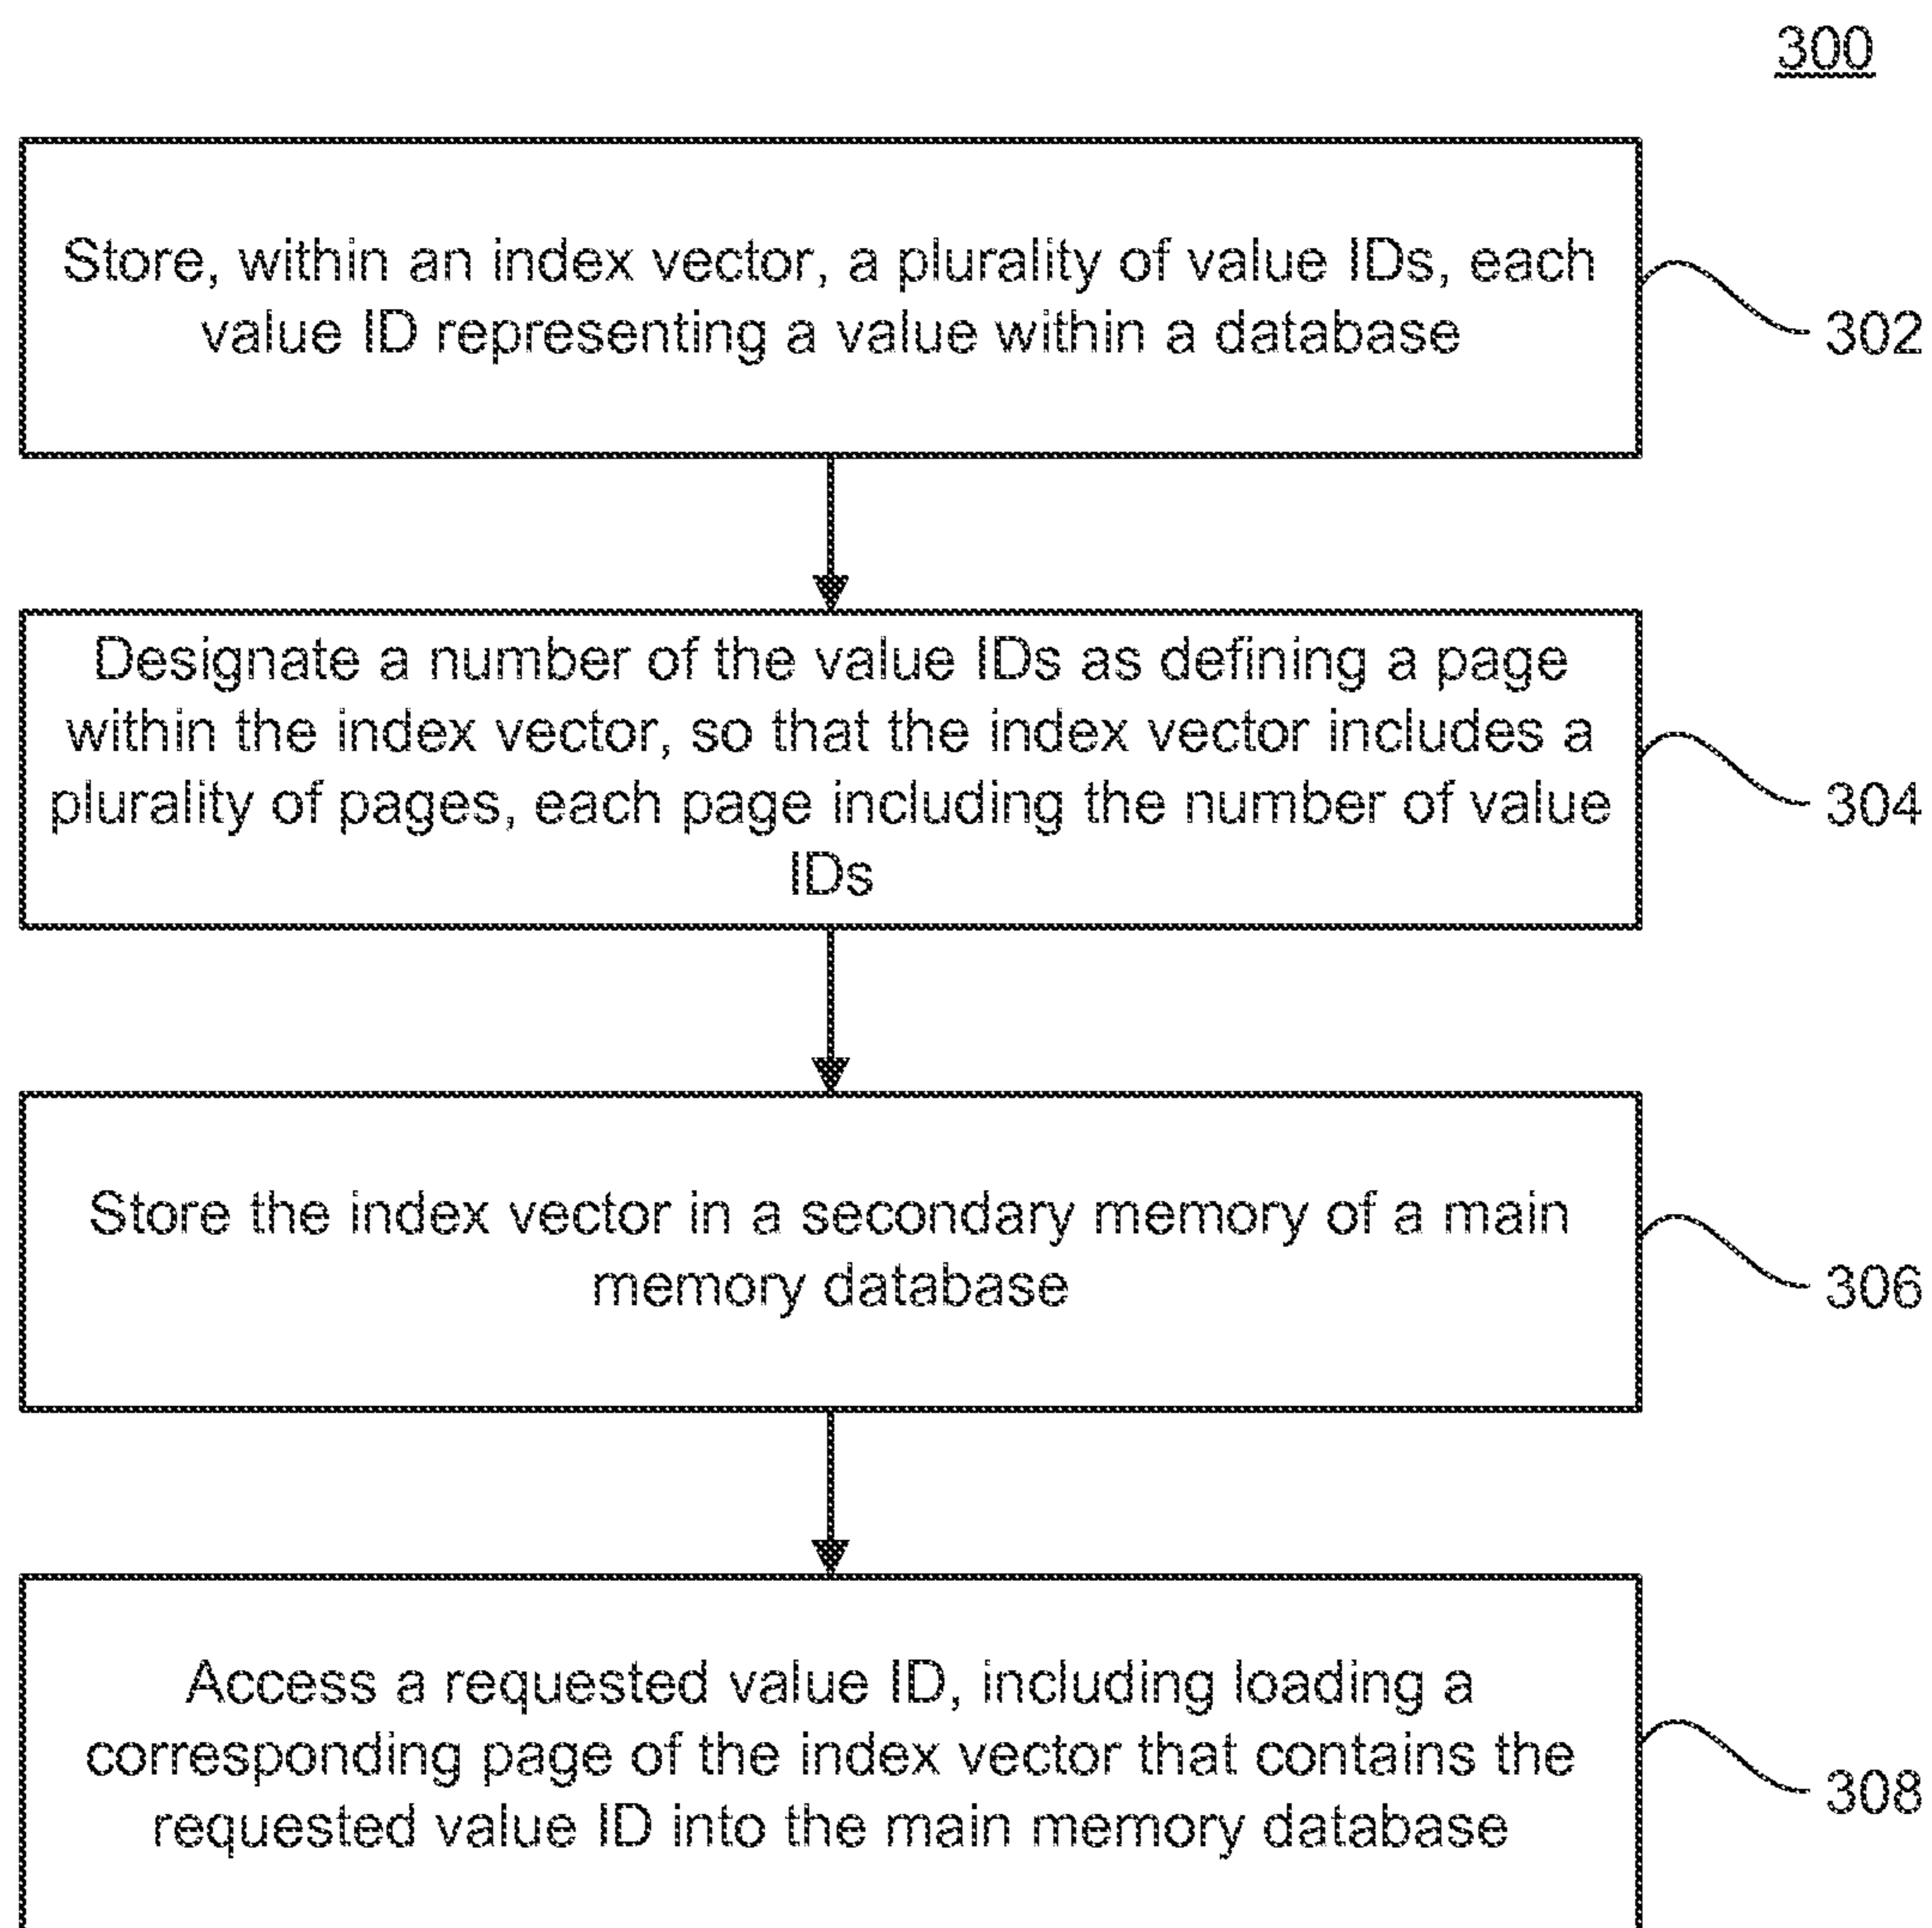 300
Store, within an index vector, a plurality of value IDs, each
value ID representing a value within a database
302
Designate a number of the value IDs as defining a page
within the index vector, so that the index vector includes a
plurality of pages, each page including the number of value
IDs
304
Store the index vector in a secondary memory of a main
memory database
306
Access a requested value ID, including loading a
corresponding page of the index vector that contains the
requested value ID into the main memory database
308